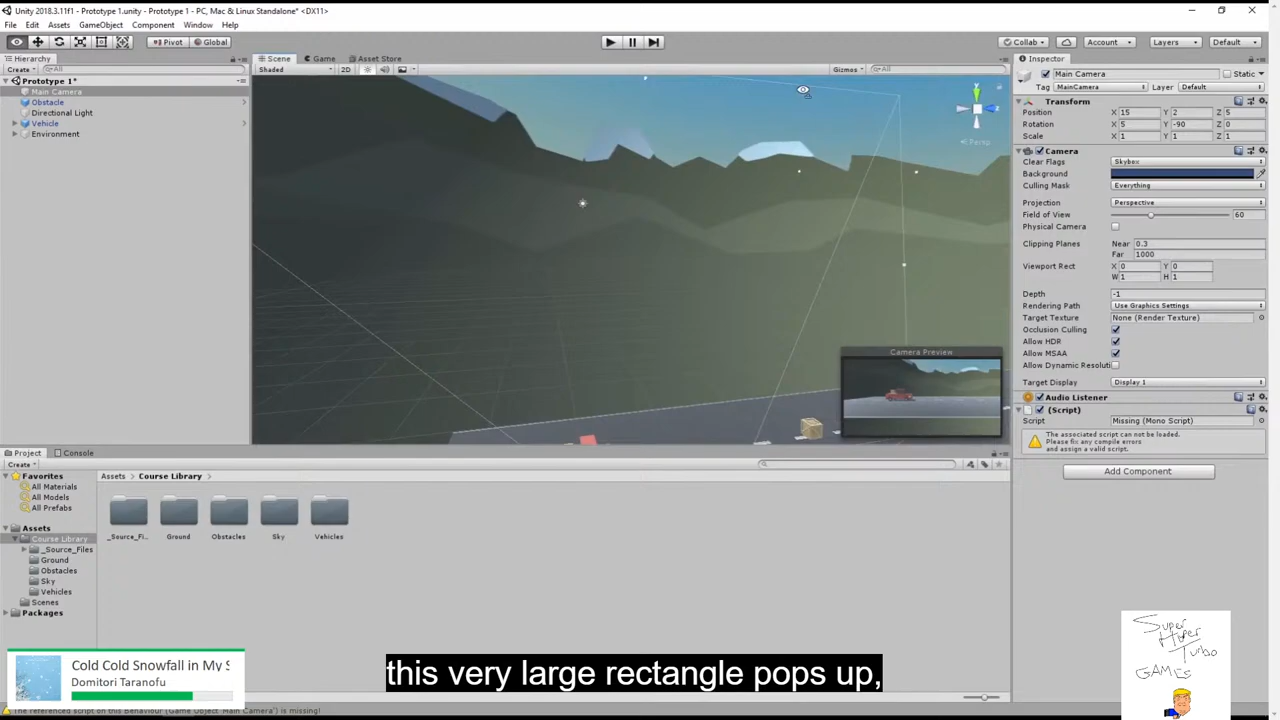 Unity 2018.3.11f1 - Prototype 1.unity - Prototype 1 - PC, Mac & Linux Standalone* <DX11>
File Edit Assets GameObject Component Window Help
Pivot Global
Collab Account Layers Default
Hierarchy
Create All
Prototype 1*
Main Camera
Obstacle
Directional Light
Vehicle
Environment
Scene Game Asset Store
Shaded 2D Gizmos All
Persp
Camera Preview
Inspector
Main Camera Static
Tag MainCamera Layer Default
Transform
Position X 15 Y 2 Z 5
Rotation X 5 Y -90 Z 0
Scale X 1 Y 1 Z 1
Camera
Clear Flags Skybox
Background
Culling Mask Everything
Projection Perspective
Field of View 60
Physical Camera
Clipping Planes Near 0.3
Far 1000
Viewport Rect X 0 Y 0
W 1 H 1
Depth -1
Rendering Path Use Graphics Settings
Target Texture None (Render Texture)
Occlusion Culling
Allow HDR
Allow MSAA
Allow Dynamic Resoluti
Target Display Display 1
Audio Listener
(Script)
Script Missing (Mono Script)
The associated script can not be loaded.
Please fix any compile errors
and assign a valid script.
Add Component
Project Console
Create
Favorites
All Materials
All Models
All Prefabs
Assets
Course Library
_Source_Files
Ground
Obstacles
Sky
Vehicles
Scenes
Packages
Assets Course Library
_Source_Fi... Ground Obstacles Sky Vehicles
Cold Cold Snowfall in My S
Domitori Taranofu
this very large rectangle pops up,
Super
Hyper
Turbo
GAMES
The referenced script on this Behaviour (Game Object 'Main Camera') is missing!